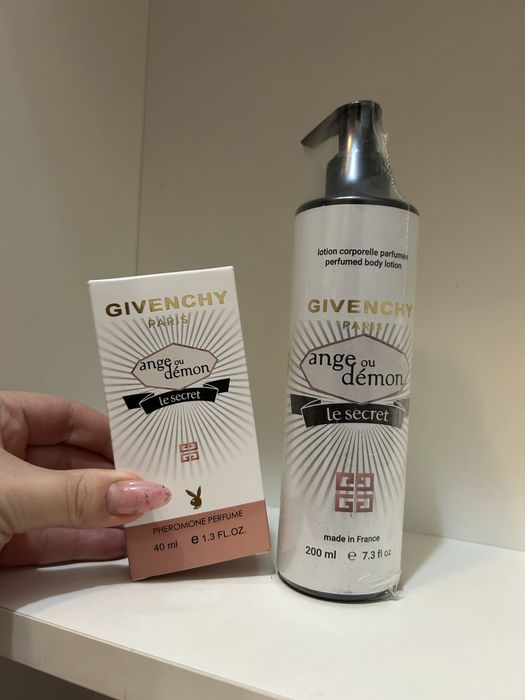 GIVENCHY
PARIS
ange ou
démon
le secret
PHEROMONE PERFUME
40 ml e 1.3 FL.OZ.
lotion corporelle parfumée
perfumed body lotion
GIVENCHY
PARIS
ange ou
démon
le secret
made in France
200 ml e 7.3 fl oz